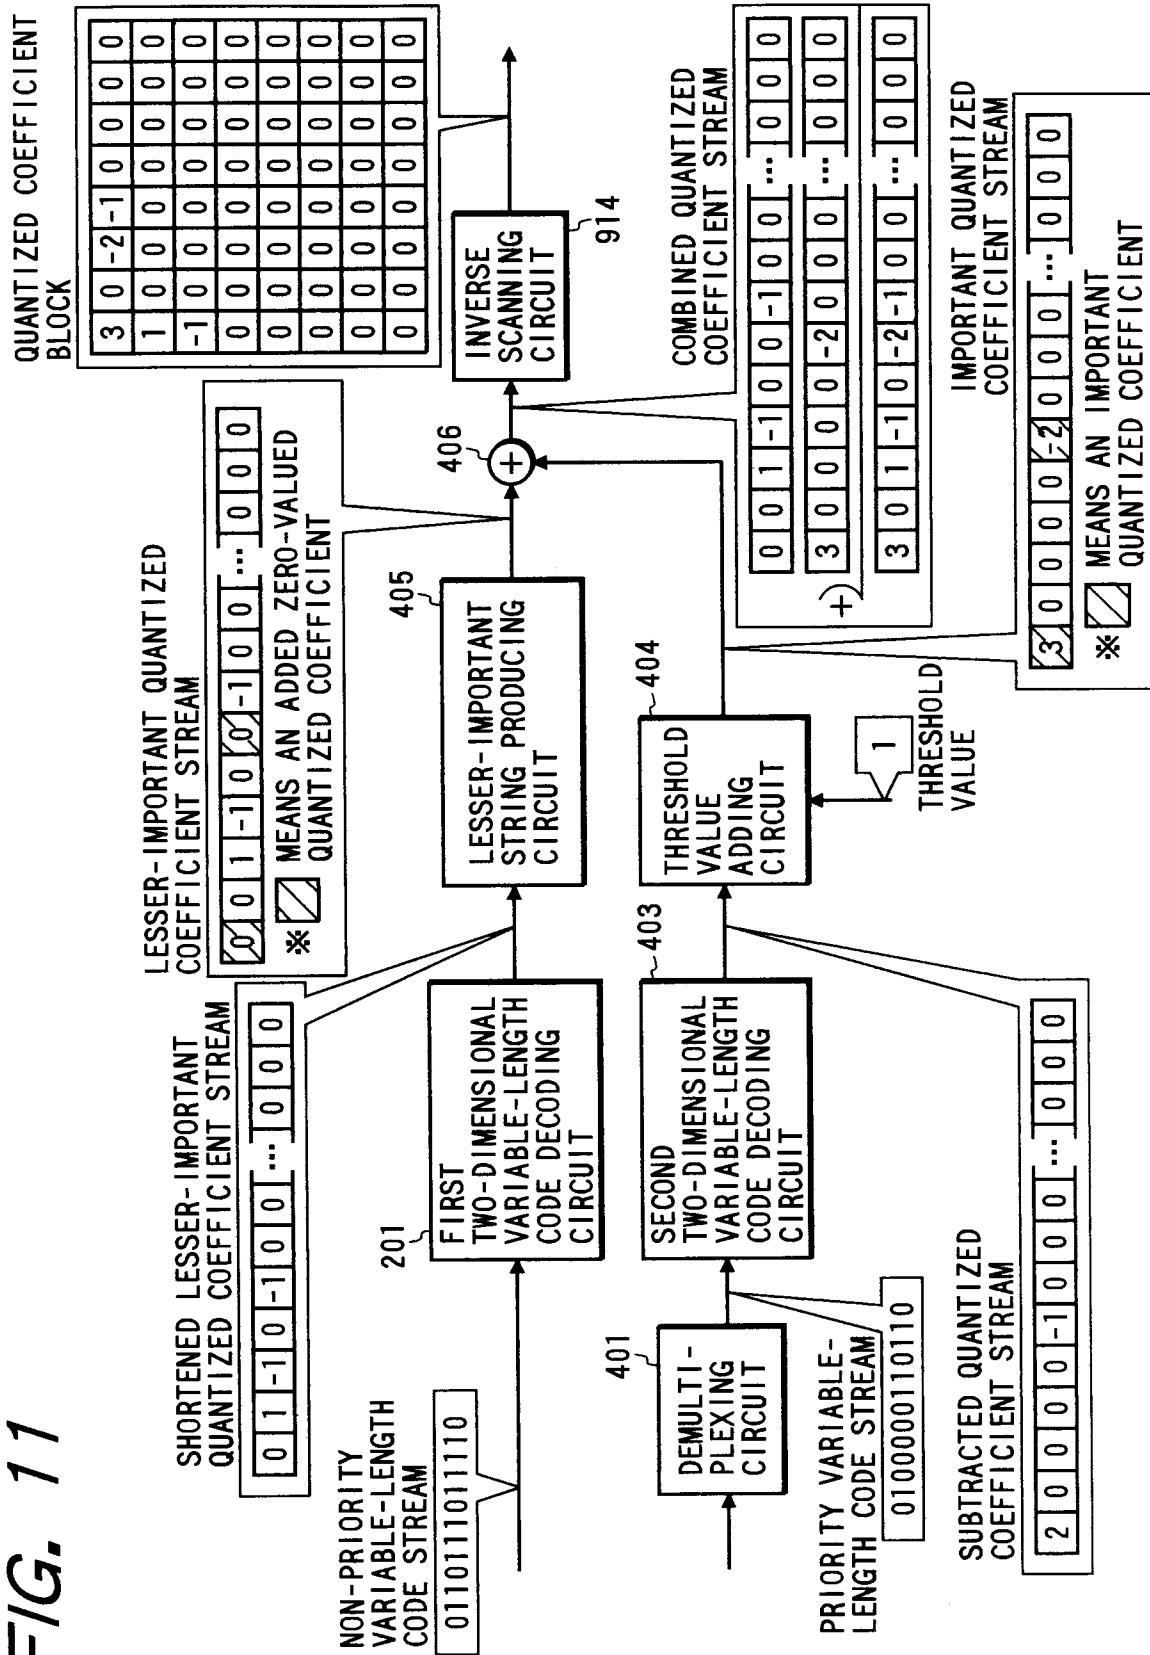 FIG. 11
NON-PRIORITY
VARIABLE-LENGTH
CODE STREAM
0110111101110
SHORTENED LESSER-IMPORTANT
QUANTIZED COEFFICIENT STREAM
0 1 -1 0 -1 0 0 ... 0 0 0
201
FIRST
TWO-DIMENSIONAL
VARIABLE-LENGTH
CODE DECODING
CIRCUIT
LESSER-IMPORTANT QUANTIZED
COEFFICIENT STREAM
0 0 1 -1 0 0 -1 0 0 ... 0 0 0
※ MEANS AN ADDED ZERO-VALUED
QUANTIZED COEFFICIENT
405
LESSER-IMPORTANT
STRING PRODUCING
CIRCUIT
406
+
INVERSE
SCANNING
CIRCUIT
914
QUANTIZED COEFFICIENT
BLOCK
3 0 -2 -1 0 0 0 0
1 0 0 0 0 0 0 0
-1 0 0 0 0 0 0 0
0 0 0 0 0 0 0 0
0 0 0 0 0 0 0 0
0 0 0 0 0 0 0 0
0 0 0 0 0 0 0 0
0 0 0 0 0 0 0 0
401
DEMULTI-
PLEXING
CIRCUIT
PRIORITY VARIABLE-
LENGTH CODE STREAM
0100000110110
403
SECOND
TWO-DIMENSIONAL
VARIABLE-LENGTH
CODE DECODING
CIRCUIT
SUBTRACTED QUANTIZED
COEFFICIENT STREAM
2 0 0 0 0 -1 0 0 0 ... 0 0 0
404
THRESHOLD
VALUE
ADDING
CIRCUIT
1
THRESHOLD
VALUE
COMBINED QUANTIZED
COEFFICIENT STREAM
0 0 1 -1 0 0 -1 0 0 ... 0 0 0
+) 3 0 0 0 0 -2 0 0 0 ... 0 0 0
3 0 1 -1 0 -2 -1 0 0 ... 0 0 0
IMPORTANT QUANTIZED
COEFFICIENT STREAM
3 0 0 0 0 -2 0 0 0 ... 0 0 0
※ MEANS AN IMPORTANT
QUANTIZED COEFFICIENT